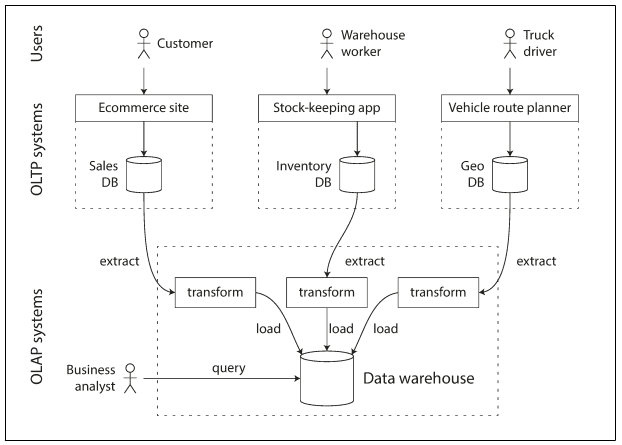 Users
Customer
Warehouse
worker
Truck
driver
OLTP systems
Ecommerce site
Stock-keeping app
Vehicle route planner
Sales
DB
Inventory
DB
Geo
DB
extract
extract
extract
OLAP systems
transform
transform
transform
load
load
load
Business
analyst
query
Data warehouse